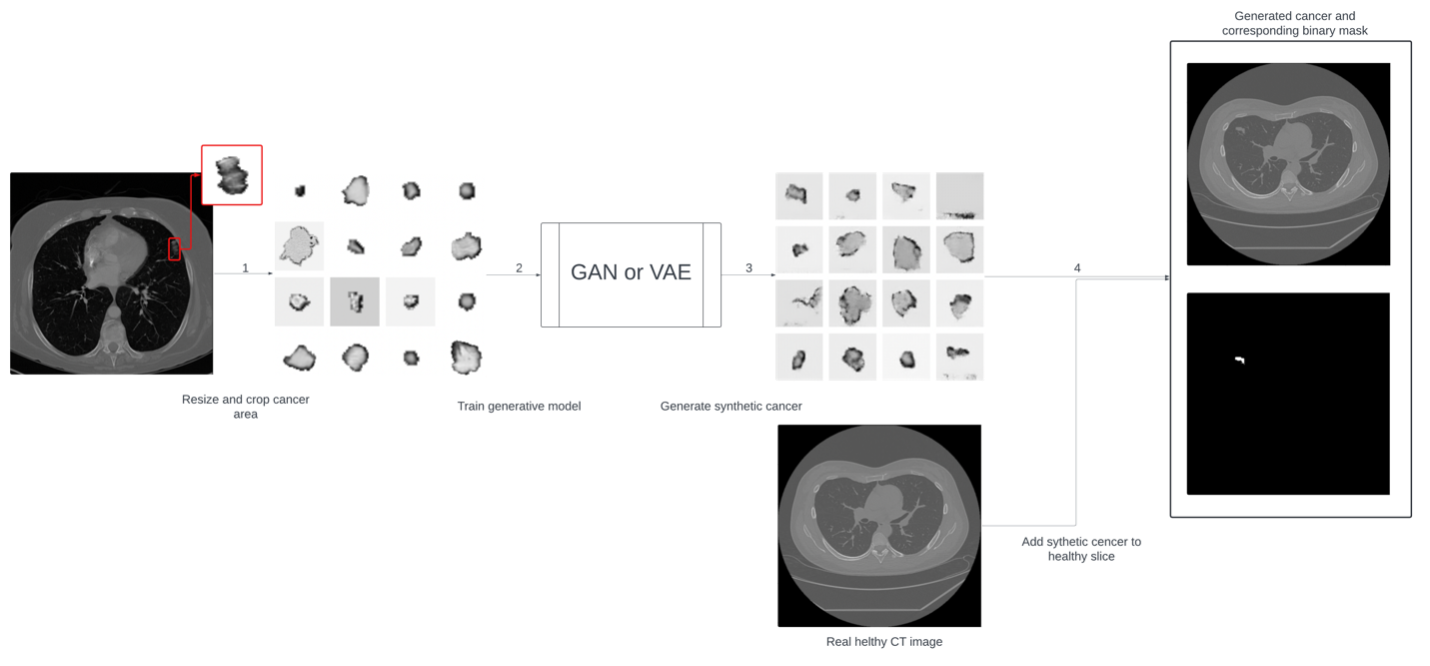 Generated cancer and
corresponding binary mask
1
2
GAN or VAE
3
4
Resize and crop cancer
area
Train generative model
Generate synthetic cancer
Add sythetic cencer to
healthy slice
Real helthy CT image